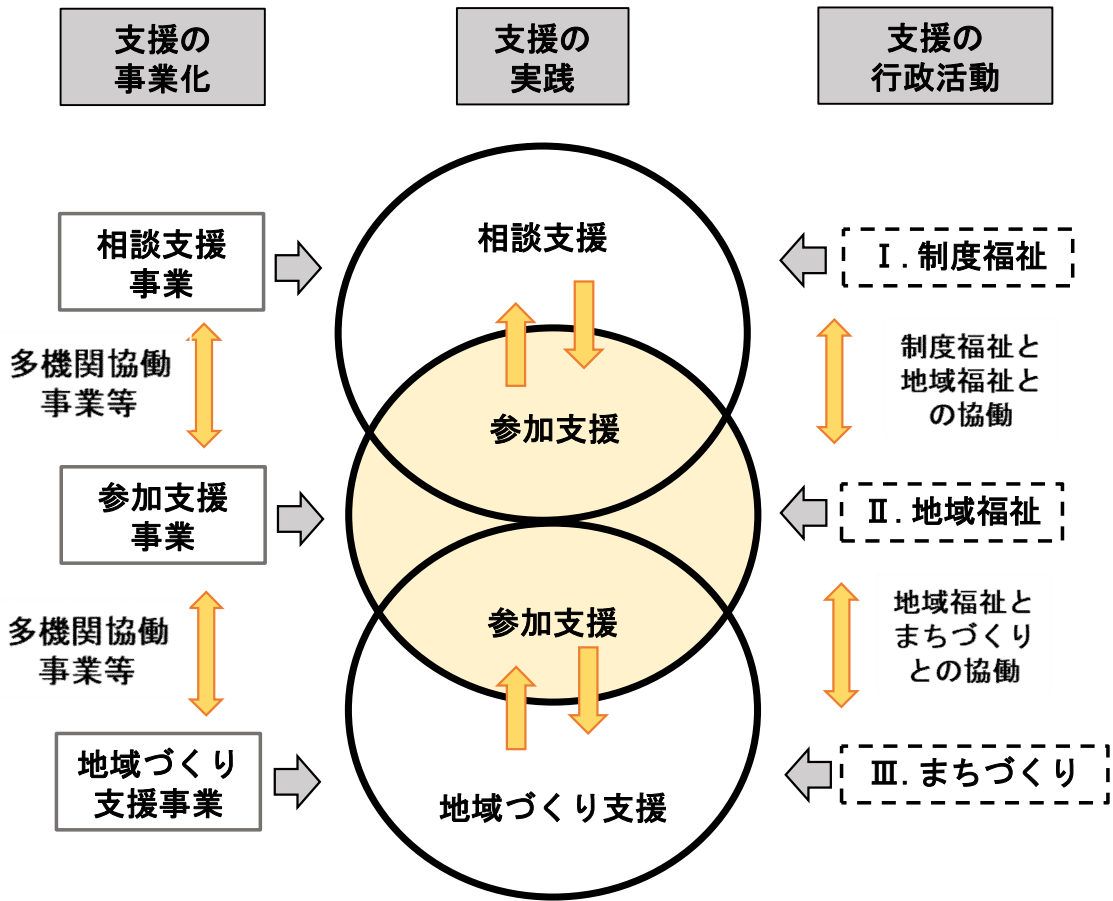 支援の
事業化
支援の
実践
支援の
行政活動
相談支援
事業
相談支援
Ⅰ.制度福祉
多機関協働
事業等
制度福祉と
地域福祉と
の協働
参加支援
参加支援
事業
Ⅱ.地域福祉
多機関協働
事業等
参加支援
地域福祉と
まちづくり
との協働
地域づくり
支援事業
地域づくり支援
Ⅲ.まちづくり